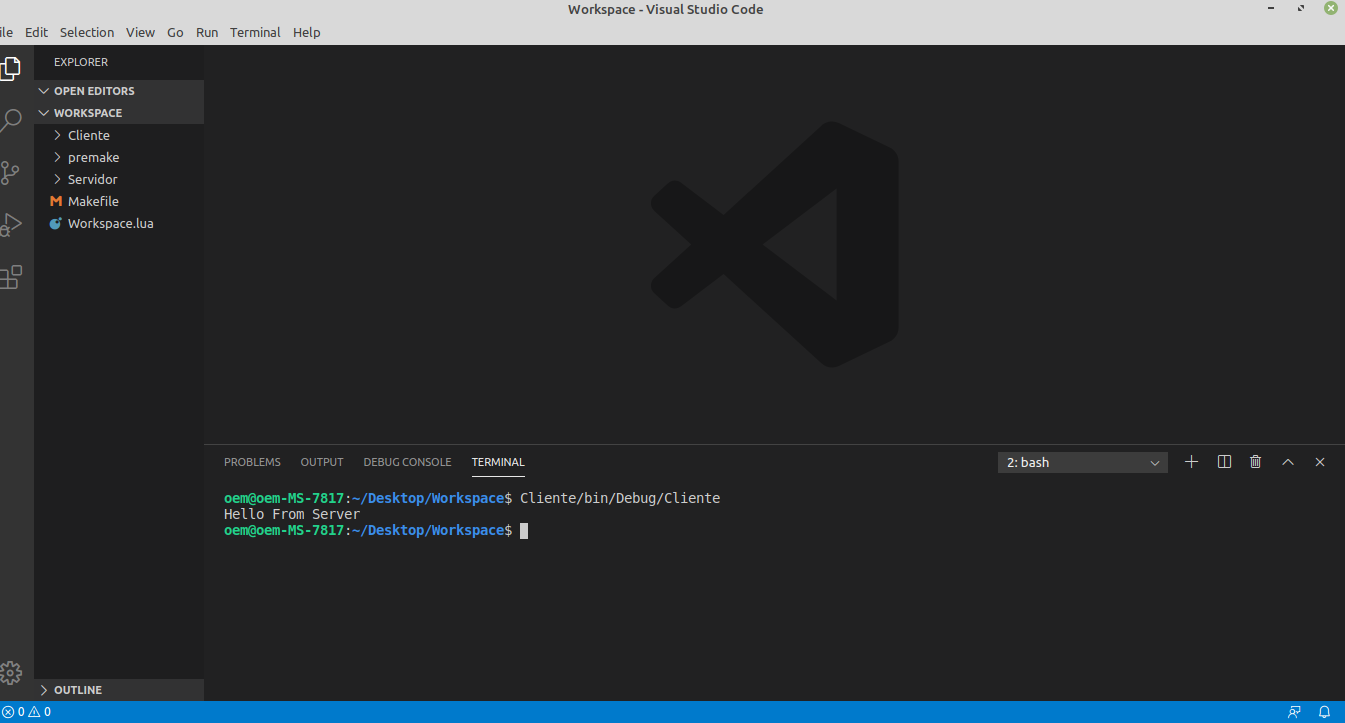 Workspace - Visual Studio Code
ile Edit Selection View Go Run Terminal Help
EXPLORER
OPEN EDITORS
WORKSPACE
Cliente
premake
Servidor
M Makefile
Workspace.lua
PROBLEMS OUTPUT DEBUG CONSOLE TERMINAL 2: bash
oem@oem-MS-7817:~/Desktop/Workspace$ Cliente/bin/Debug/Cliente
Hello From Server
oem@oem-MS-7817:~/Desktop/Workspace$
OUTLINE
0 0